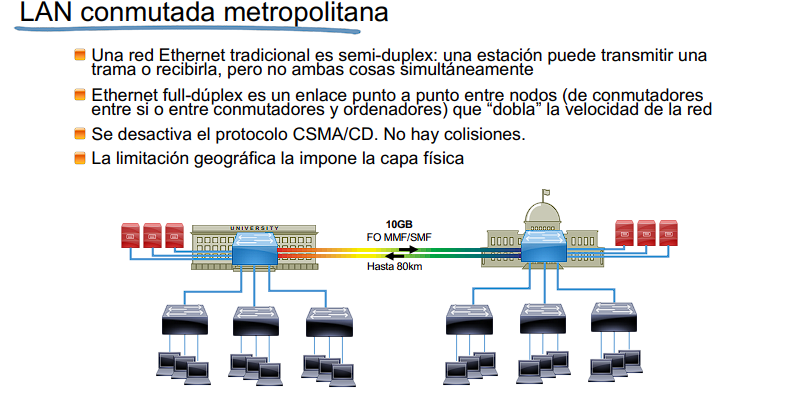 LAN conmutada metropolitana
Una red Ethernet tradicional es semi-duplex: una estación puede transmitir una
trama o recibirla, pero no ambas cosas simultáneamente
Ethernet full-dúplex es un enlace punto a punto entre nodos (de conmutadores
entre si o entre conmutadores y ordenadores) que “dobla” la velocidad de la red
Se desactiva el protocolo CSMA/CD. No hay colisiones.
La limitación geográfica la impone la capa física
UNIVERSITY
10GB
FO MMF/SMF
Hasta 80km